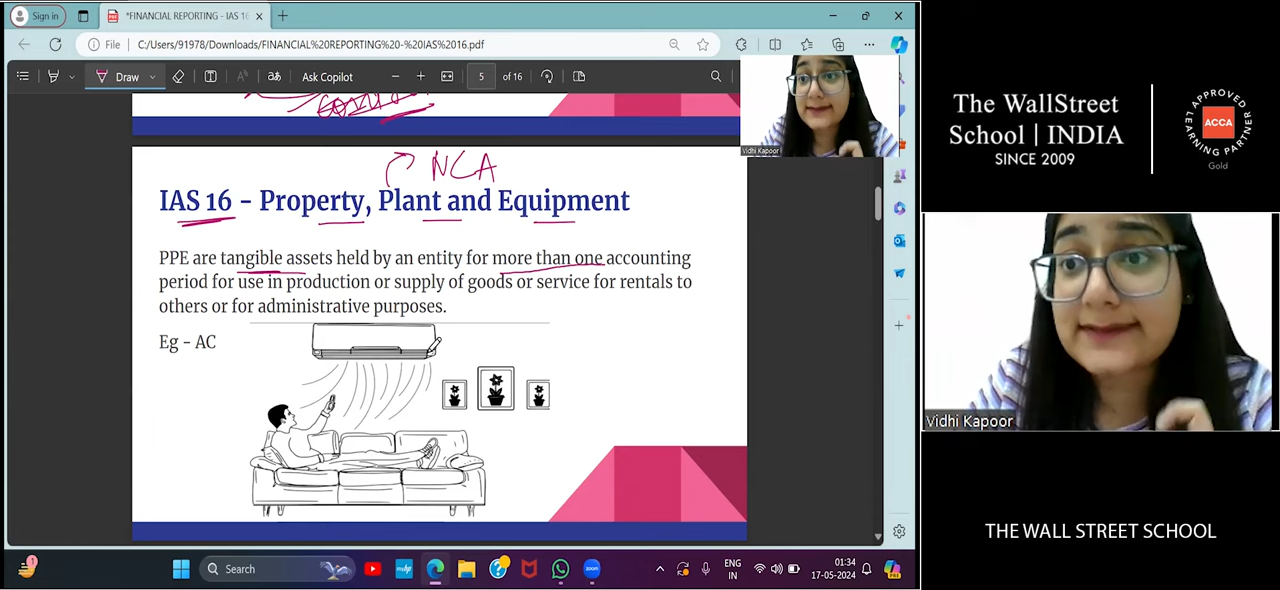 Sign in
*FINANCIAL REPORTING - IAS 16
File
C:/Users/91978/Downloads/FINANCIAL%20REPORTING%20-%20IAS%2016.pdf
Draw
Ask Copilot
5
of 16
NCA
IAS 16 - Property, Plant and Equipment
PPE are tangible assets held by an entity for more than one accounting
period for use in production or supply of goods or service for rentals to
others or for administrative purposes.
Eg - AC
Vidhi Kapoor
The WallStreet
School | INDIA
SINCE 2009
APPROVED
LEARNING PARTNER
ACCA
Gold
Vidhi Kapoor
THE WALL STREET SCHOOL
1
Search
ENG
IN
01:34
17-05-2024